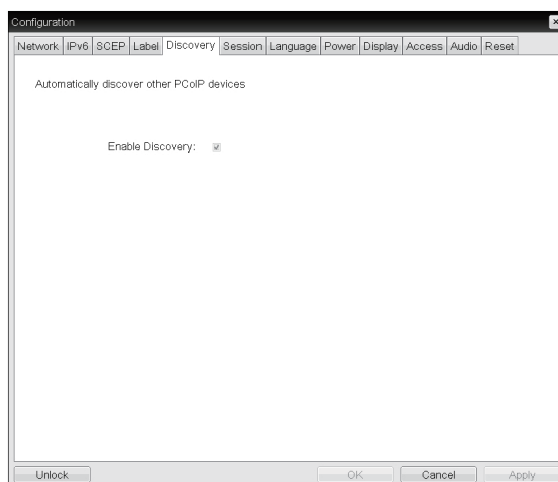 Configuration
Network IPv6 SCEP Label Discovery Session Language Power Display Access Audio Reset
Automatically discover other PCoIP devices
Enable Discovery:
Unlock OK Cancel Apply